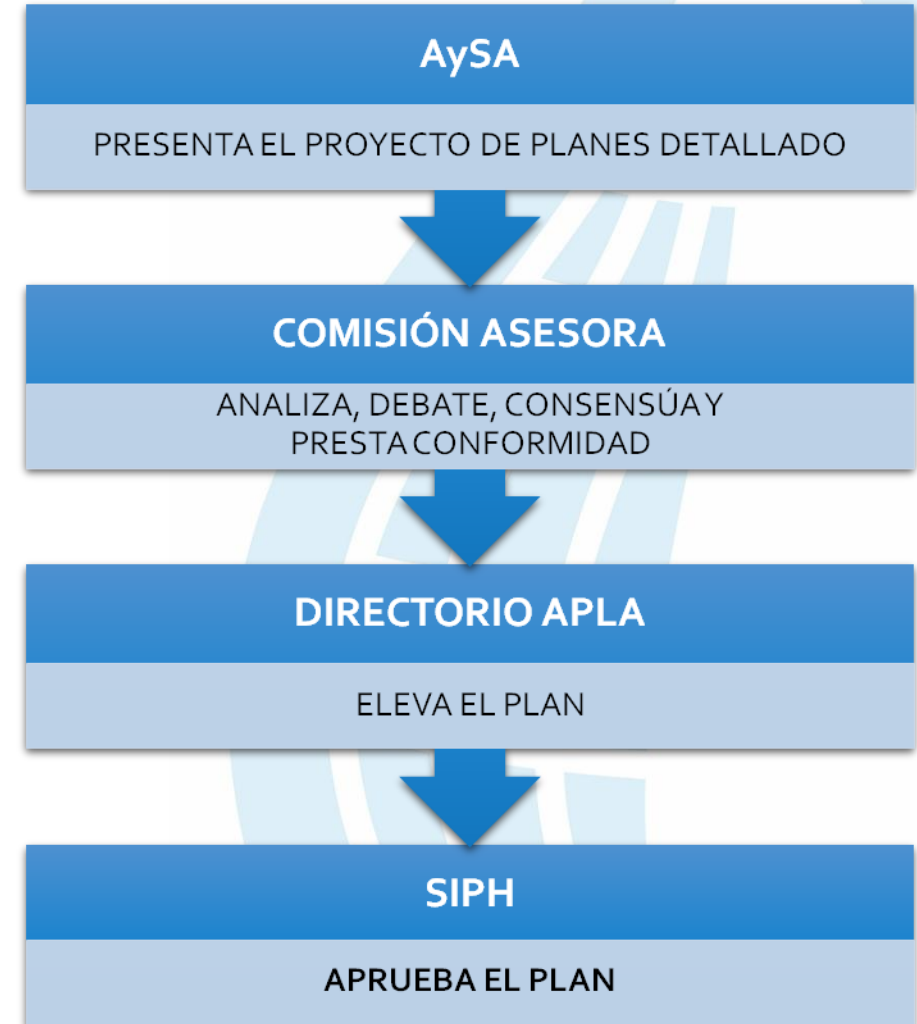 AySA
PRESENTA EL PROYECTO DE PLANES DETALLADO
COMISIÓN ASESORA
ANALIZA, DEBATE, CONSENSÚA Y
PRESTA CONFORMIDAD
DIRECTORIO APLA
ELEVA EL PLAN
SIPH
APRUEBA EL PLAN